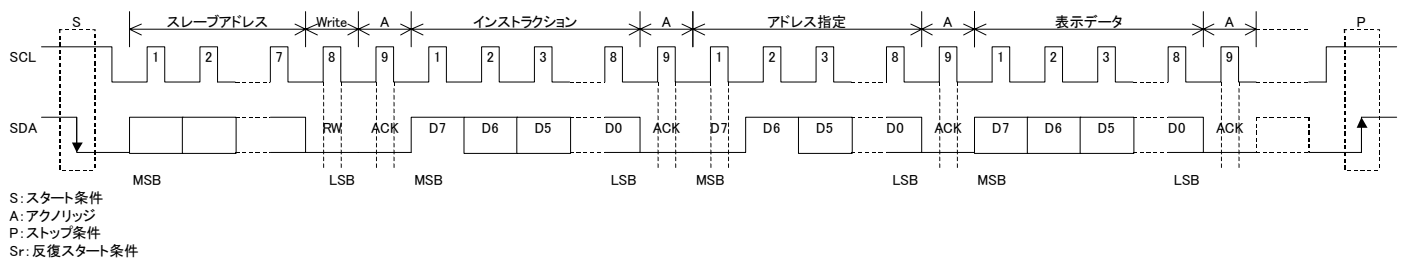 S スレーブアドレス Write A インストラクション A アドレス指定 A 表示データ A P
SCL 1 2 7 8 9 1 2 3 8 9 1 2 3 8 9 1 2 3 8 9
SDA RW ACK D7 D6 D5 D0 ACK D7 D6 D5 D0 ACK D7 D6 D5 D0 ACK
MSB LSB MSB LSB MSB LSB MSB LSB
S:スタート条件
A:アクノリッジ
P:ストップ条件
Sr:反復スタート条件